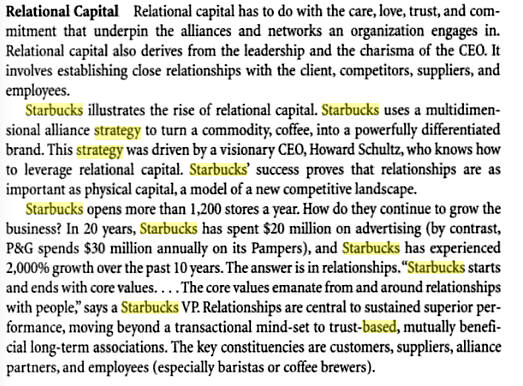 Relational Capital Relational capital has to do with the care, love, trust, and com-
mitment that underpin the alliances and networks an organization engages in.
Relational capital also derives from the leadership and the charisma of the CEO. It
involves establishing close relationships with the client, competitors, suppliers, and
employees.
Starbucks illustrates the rise of relational capital. Starbucks uses a multidimen-
sional alliance strategy to turn a commodity, coffee, into a powerfully differentiated
brand. This strategy was driven by a visionary CEO, Howard Schultz, who knows how
to leverage relational capital. Starbucks' success proves that relationships are as
important as physical capital, a model of a new competitive landscape.
Starbucks opens more than 1,200 stores a year. How do they continue to grow the
business? In 20 years, Starbucks has spent $20 million on advertising (by contrast,
P&G spends $30 million annually on its Pampers), and Starbucks has experienced
2,000% growth over the past 10 years. The answer is in relationships. “Starbucks starts
and ends with core values. . . . The core values emanate from and around relationships
with people,” says a Starbucks VP. Relationships are central to sustained superior per-
formance, moving beyond a transactional mind-set to trust-based, mutually benefi-
cial long-term associations. The key constituencies are customers, suppliers, alliance
partners, and employees (especially baristas or coffee brewers).